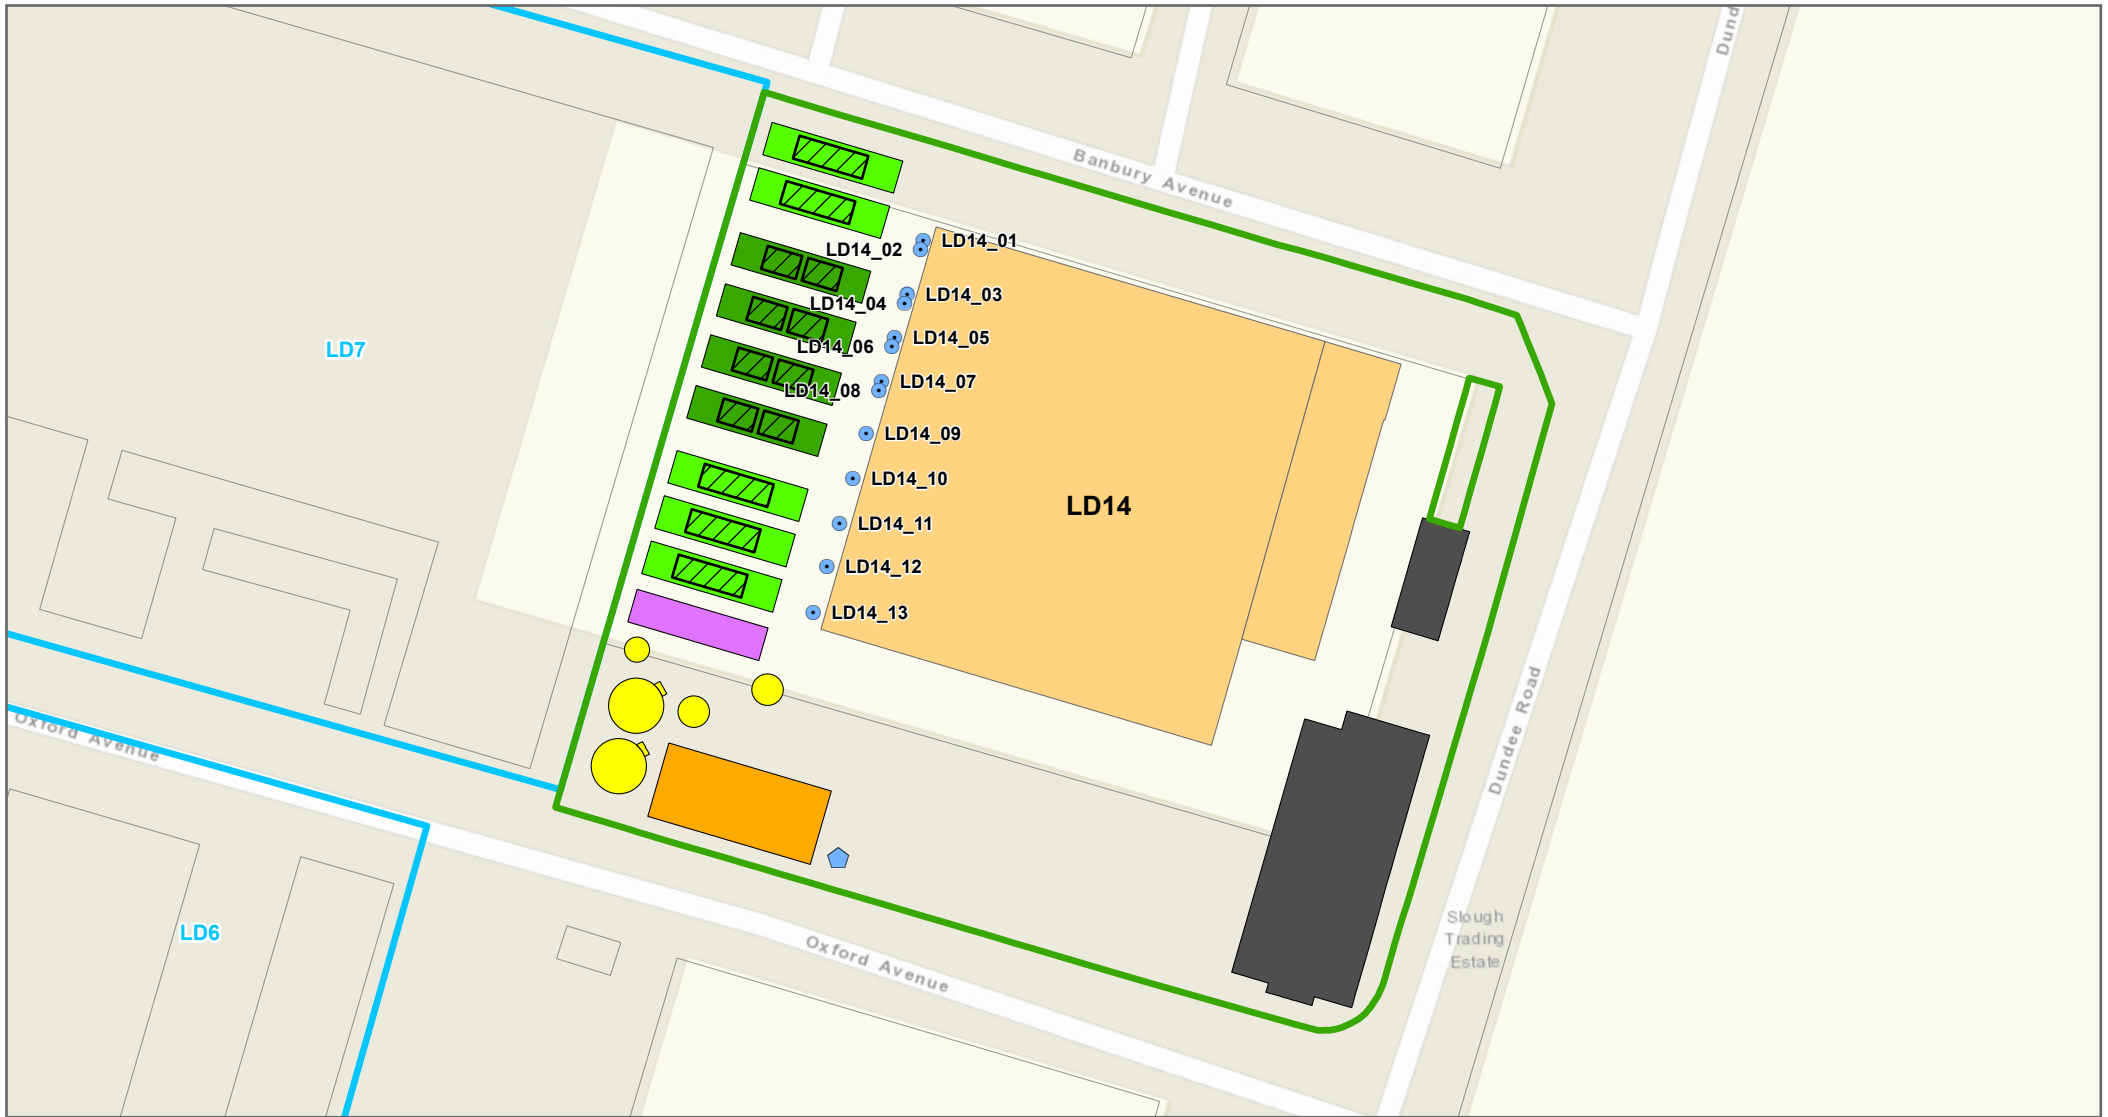 Dund
Banbury Avenue
LD14_01
LD14_02
LD14_03
LD14_04
LD14_05
LD14_06
LD7
LD14_07
LD14_08
LD14_09
LD14_10
LD14
LD14_11
LD14_12
LD14_13
Dundee Road
Oxford Avenue
Slough
Trading
Estate
LD6
Oxford Avenue